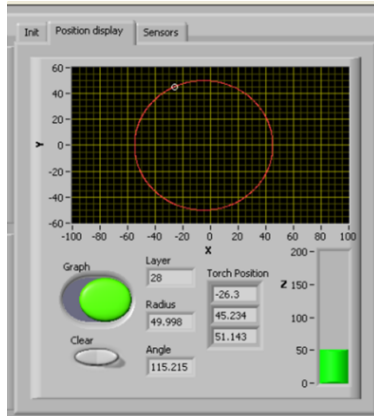 Init Position display Sensors
60
40
20
Y 0
-20
-40
-60
-100 -80 -60 -40 -20 0 20 40 60 80 100
X
Graph
Clear
Layer
28
Radius
49.998
Angle
115.215
Torch Position
-26.3
45.234
51.143
200
Z 150
100
50
0